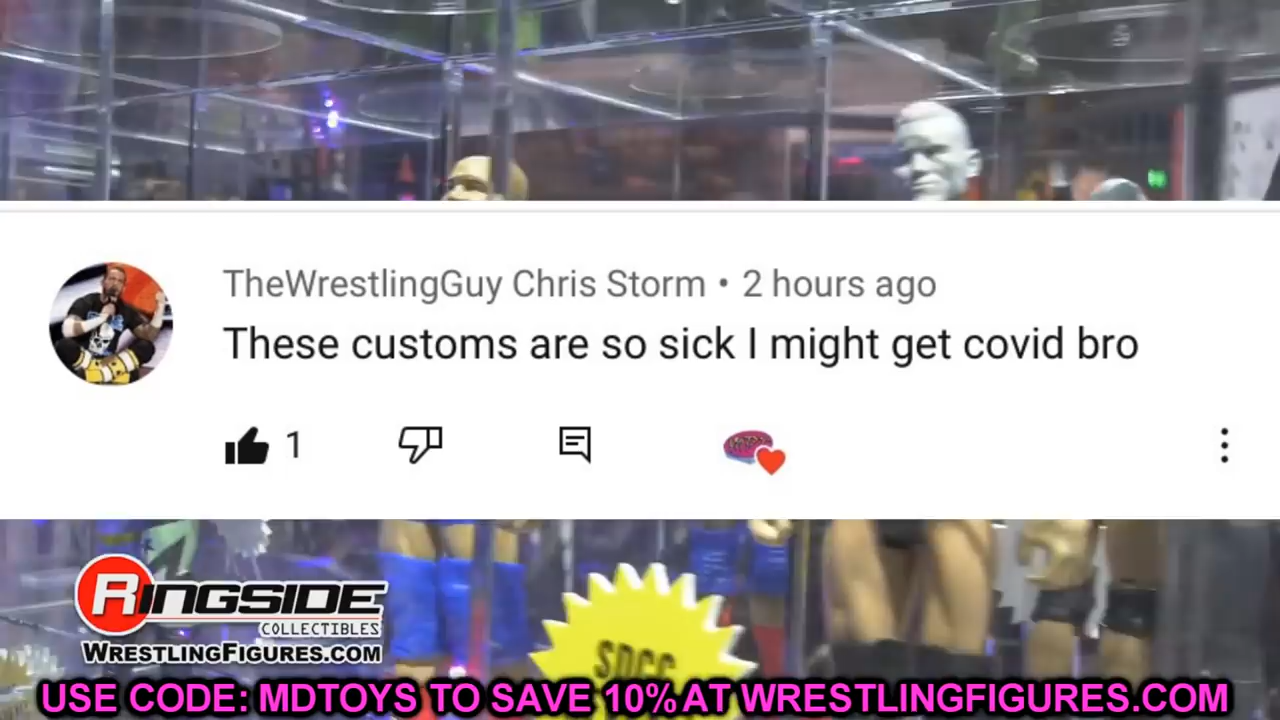 TheWrestlingGuy Chris Storm • 2 hours ago
These customs are so sick I might get covid bro
1
RINGSIDE
COLLECTIBLES
WRESTLINGFIGURES.COM
SDCC
USE CODE: MDTOYS TO SAVE 10% AT WRESTLINGFIGURES.COM